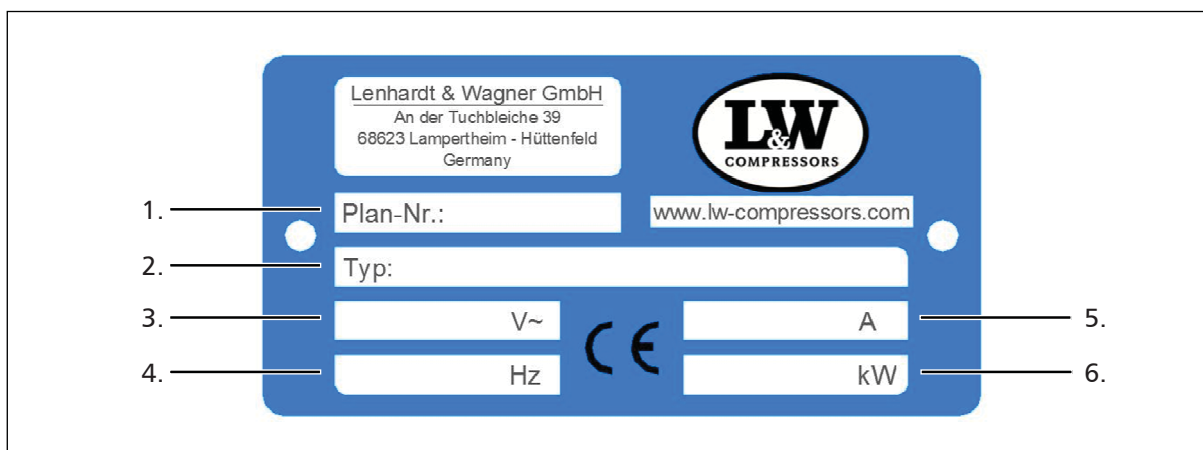 Lenhardt & Wagner GmbH
An der Tuchbleiche 39
68623 Lampertheim - Hüttenfeld
Germany
L&W
COMPRESSORS
1.
Plan-Nr.:
www.lw-compressors.com
2.
Typ:
3.
V~
CE
A
5.
4.
Hz
kW
6.